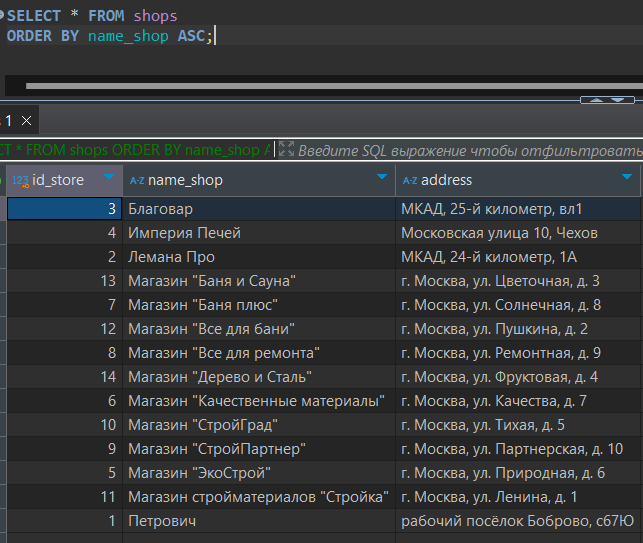 SELECT * FROM shops
ORDER BY name_shop ASC;
1
CT * FROM shops ORDER BY name_shop A Введите SQL выражение чтобы отфильтровать
123 id_store A-Z name_shop A-Z address
3 Благовар МКАД, 25-й километр, вл1
4 Империя Печей Московская улица 10, Чехов
2 Лемана Про МКАД, 24-й километр, 1А
13 Магазин "Баня и Сауна" г. Москва, ул. Цветочная, д. 3
7 Магазин "Баня плюс" г. Москва, ул. Солнечная, д. 8
12 Магазин "Все для бани" г. Москва, ул. Пушкина, д. 2
8 Магазин "Все для ремонта" г. Москва, ул. Ремонтная, д. 9
14 Магазин "Дерево и Сталь" г. Москва, ул. Фруктовая, д. 4
6 Магазин "Качественные материалы" г. Москва, ул. Качества, д. 7
10 Магазин "СтройГрад" г. Москва, ул. Тихая, д. 5
9 Магазин "СтройПартнер" г. Москва, ул. Партнерская, д. 10
5 Магазин "ЭкоСтрой" г. Москва, ул. Природная, д. 6
11 Магазин стройматериалов "Стройка" г. Москва, ул. Ленина, д. 1
1 Петрович рабочий посёлок Боброво, с67Ю